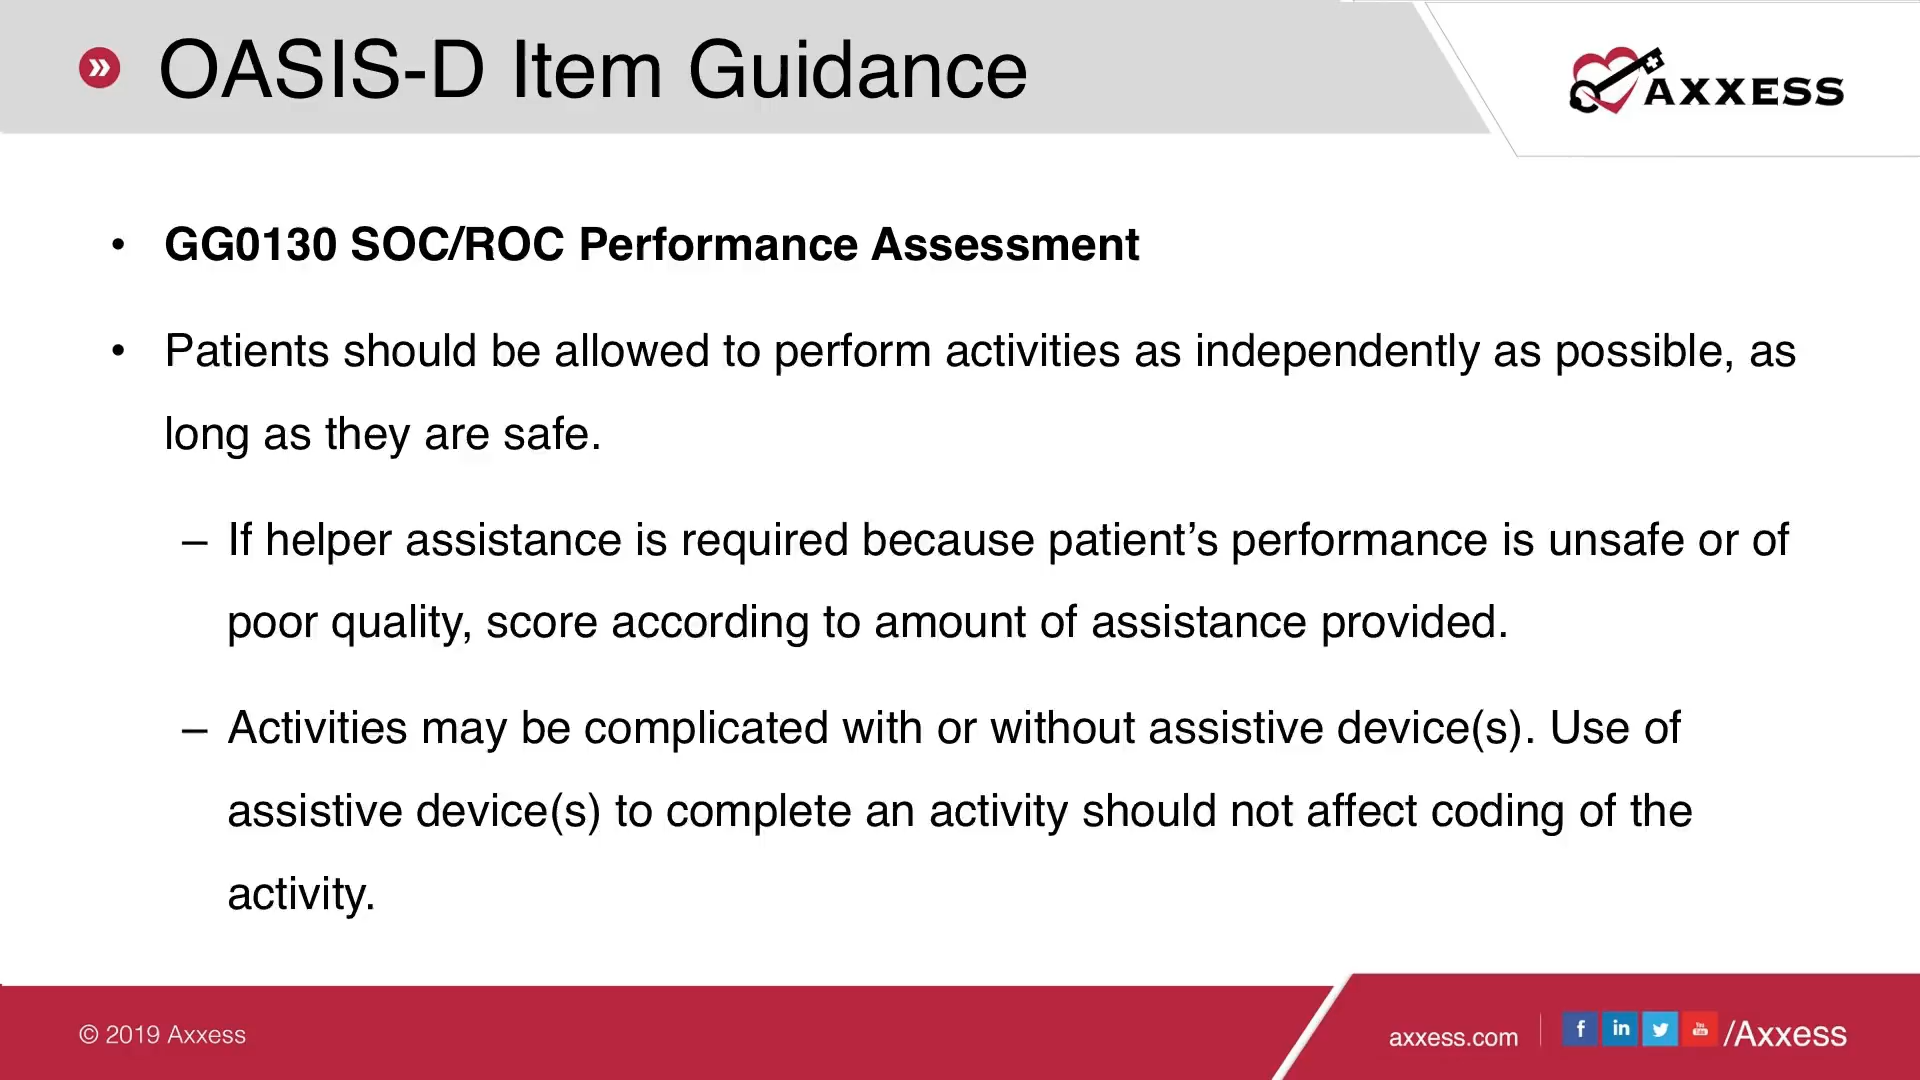 OASIS-D Item Guidance
AXXESS
• GG0130 SOC/ROC Performance Assessment
• Patients should be allowed to perform activities as independently as possible, as
long as they are safe.
– If helper assistance is required because patient’s performance is unsafe or of
poor quality, score according to amount of assistance provided.
– Activities may be complicated with or without assistive device(s). Use of
assistive device(s) to complete an activity should not affect coding of the
activity.
© 2019 Axxess
axxess.com
f in You Tube /Axxess